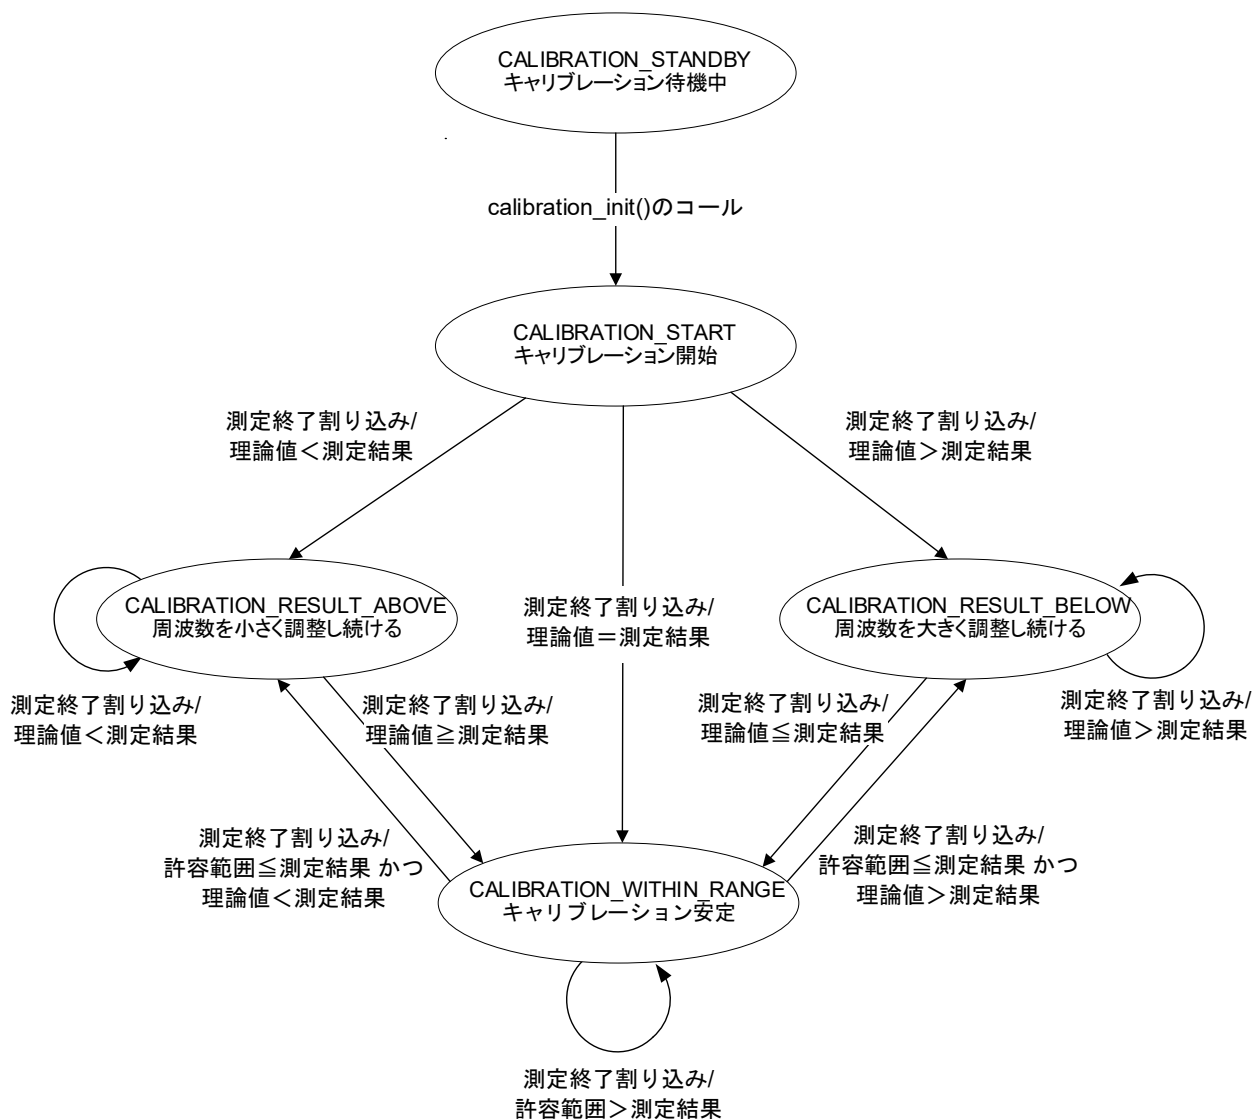 CALIBRATION_STANDBY
キャリブレーション待機中
calibration_init()のコール
CALIBRATION_START
キャリブレーション開始
測定終了割り込み/
理論値＜測定結果
測定終了割り込み/
理論値＞測定結果
CALIBRATION_RESULT_ABOVE
周波数を小さく調整し続ける
測定終了割り込み/
理論値＝測定結果
CALIBRATION_RESULT_BELOW
周波数を大きく調整し続ける
測定終了割り込み/
理論値＜測定結果
測定終了割り込み/
理論値≧測定結果
測定終了割り込み/
理論値≦測定結果
測定終了割り込み/
理論値＞測定結果
測定終了割り込み/
許容範囲≦測定結果 かつ
理論値＜測定結果
測定終了割り込み/
許容範囲≦測定結果 かつ
理論値＞測定結果
CALIBRATION_WITHIN_RANGE
キャリブレーション安定
測定終了割り込み/
許容範囲＞測定結果